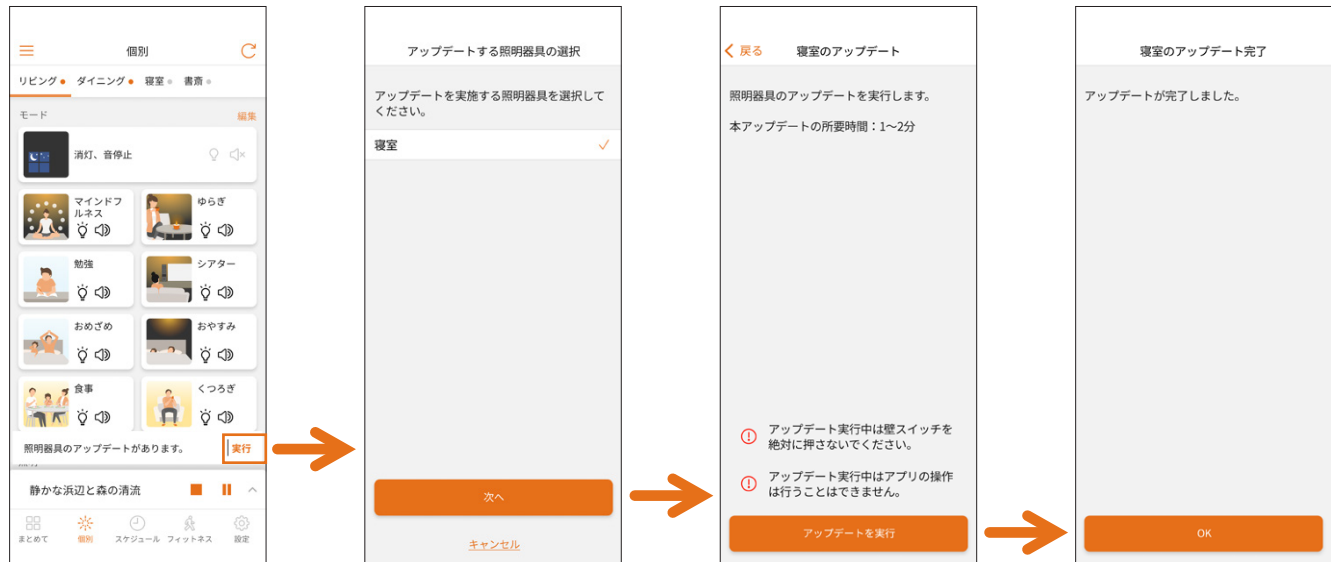 個別
リビング ダイニング 寝室 書斎
モード
編集
消灯、音停止
マインドフ
ルネス
ゆらぎ
勉強
シアター
おめざめ
おやすみ
食事
くつろぎ
照明器具のアップデートがあります。
実行
静かな浜辺と森の清流
まとめて 個別 スケジュール フィットネス 設定
アップデートする照明器具の選択
アップデートを実施する照明器具を選択して
ください。
寝室
次へ
キャンセル
戻る
寝室のアップデート
照明器具のアップデートを実行します。
本アップデートの所要時間：1～2分
アップデート実行中は壁スイッチを
絶対に押さないでください。
アップデート実行中はアプリの操作
は行うことはできません。
アップデートを実行
寝室のアップデート完了
アップデートが完了しました。
OK